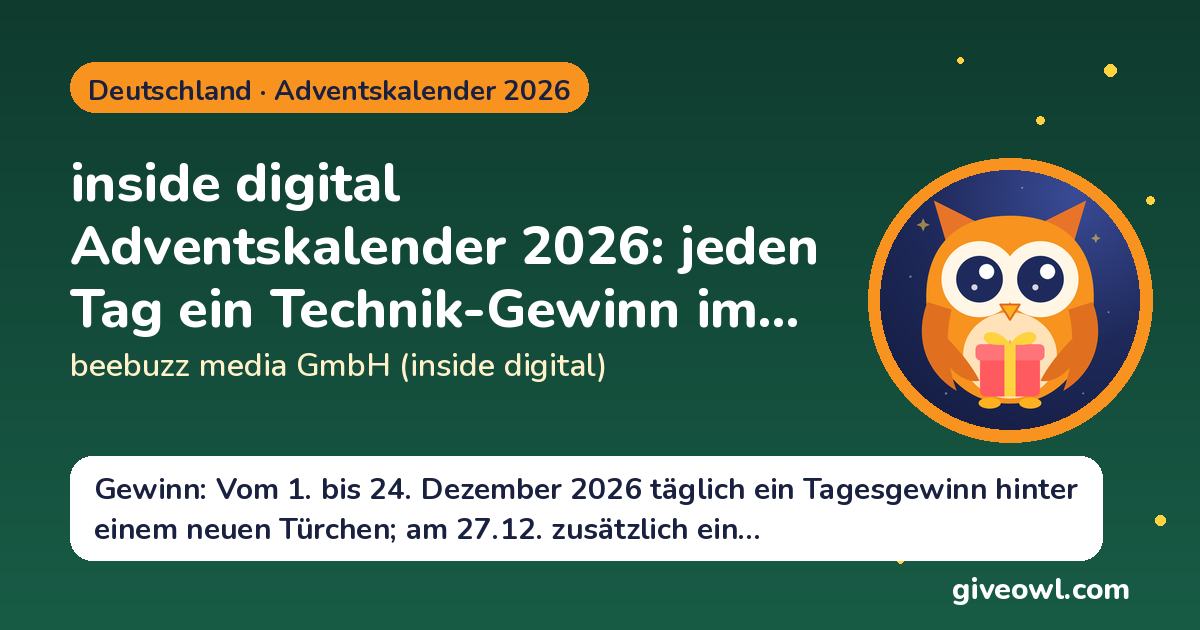 Deutschland · Adventskalender 2026
inside digital
Adventskalender 2026: jeden
Tag ein Technik-Gewinn im...
beebuzz media GmbH (inside digital)
Gewinn: Vom 1. bis 24. Dezember 2026 täglich ein Tagesgewinn hinter
einem neuen Türchen; am 27.12. zusätzlich ein...
giveowl.com